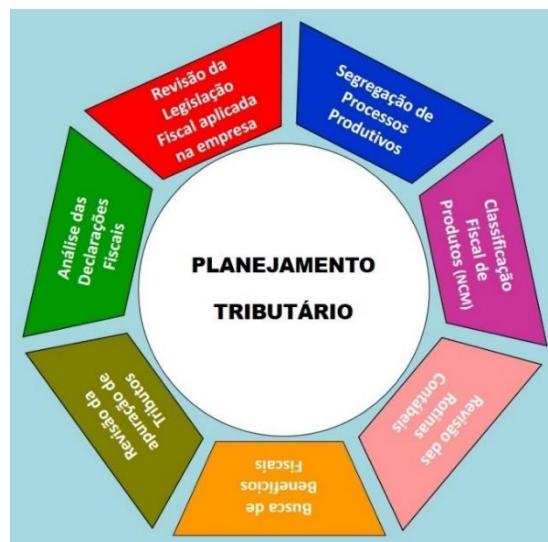 Revisão da
Legislação
Fiscal aplicada
na empresa
Segregação de
Processos
Produtivos
Classificação
Fiscal de
Produtos (NCM)
Revisão das
Rotinas
Contábeis
Busca de
Benefícios
Fiscais
Revisão da
apuração de
Tributos
Análise das
Declarações
Fiscais
PLANEJAMENTO
TRIBUTÁRIO